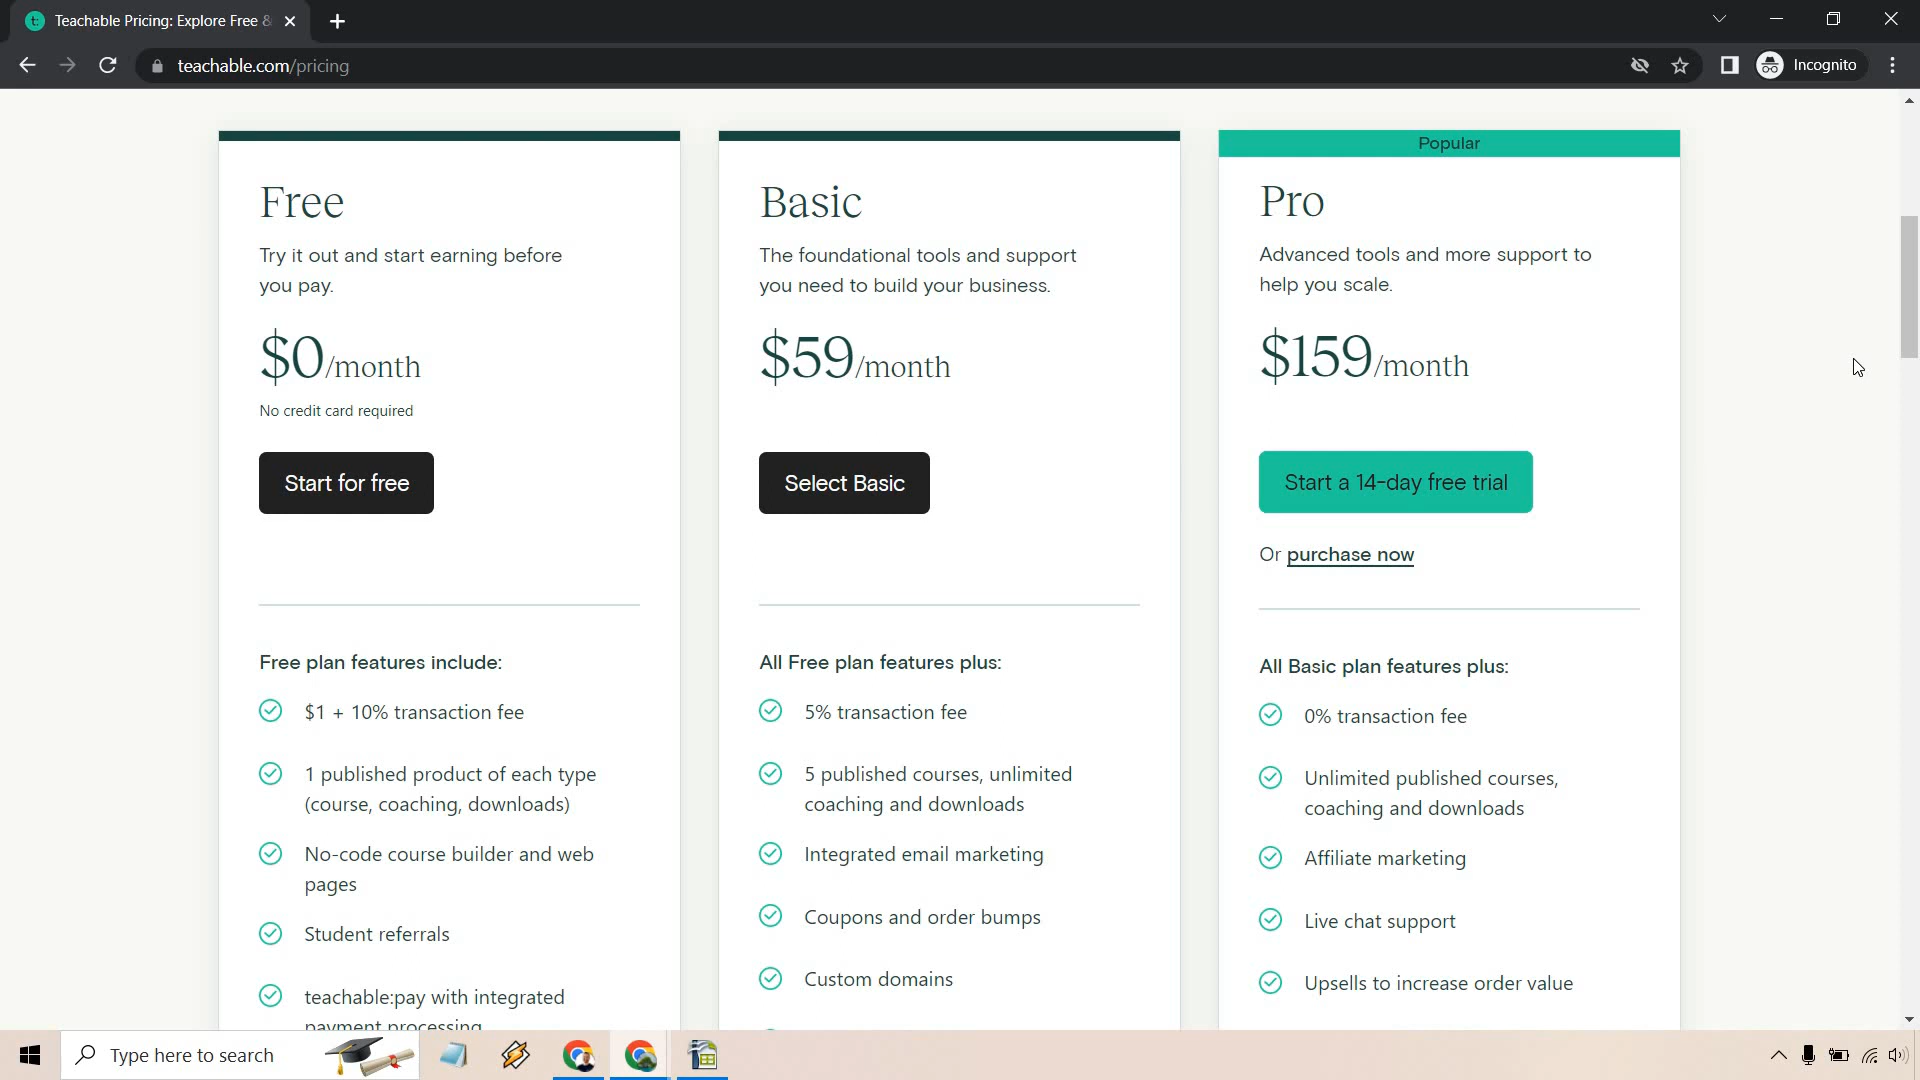 Teachable Pricing: Explore Free &
teachable.com/pricing
Incognito
Free
Try it out and start earning before
you pay.
$0/month
No credit card required
Start for free
Free plan features include:
$1 + 10% transaction fee
1 published product of each type
(course, coaching, downloads)
No-code course builder and web
pages
Student referrals
teachable:pay with integrated
payment processing
Basic
The foundational tools and support
you need to build your business.
$59/month
Select Basic
All Free plan features plus:
5% transaction fee
5 published courses, unlimited
coaching and downloads
Integrated email marketing
Coupons and order bumps
Custom domains
Popular
Pro
Advanced tools and more support to
help you scale.
$159/month
Start a 14-day free trial
Or purchase now
All Basic plan features plus:
0% transaction fee
Unlimited published courses,
coaching and downloads
Affiliate marketing
Live chat support
Upsells to increase order value
Type here to search